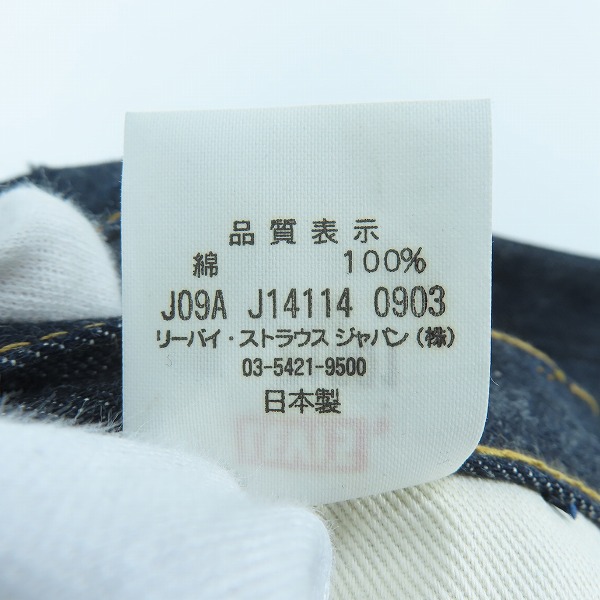 品質表示
綿 100%
J09A J14114 0903
リーバイ・ストラウス ジャパン(株)
03-5421-9500
日本製